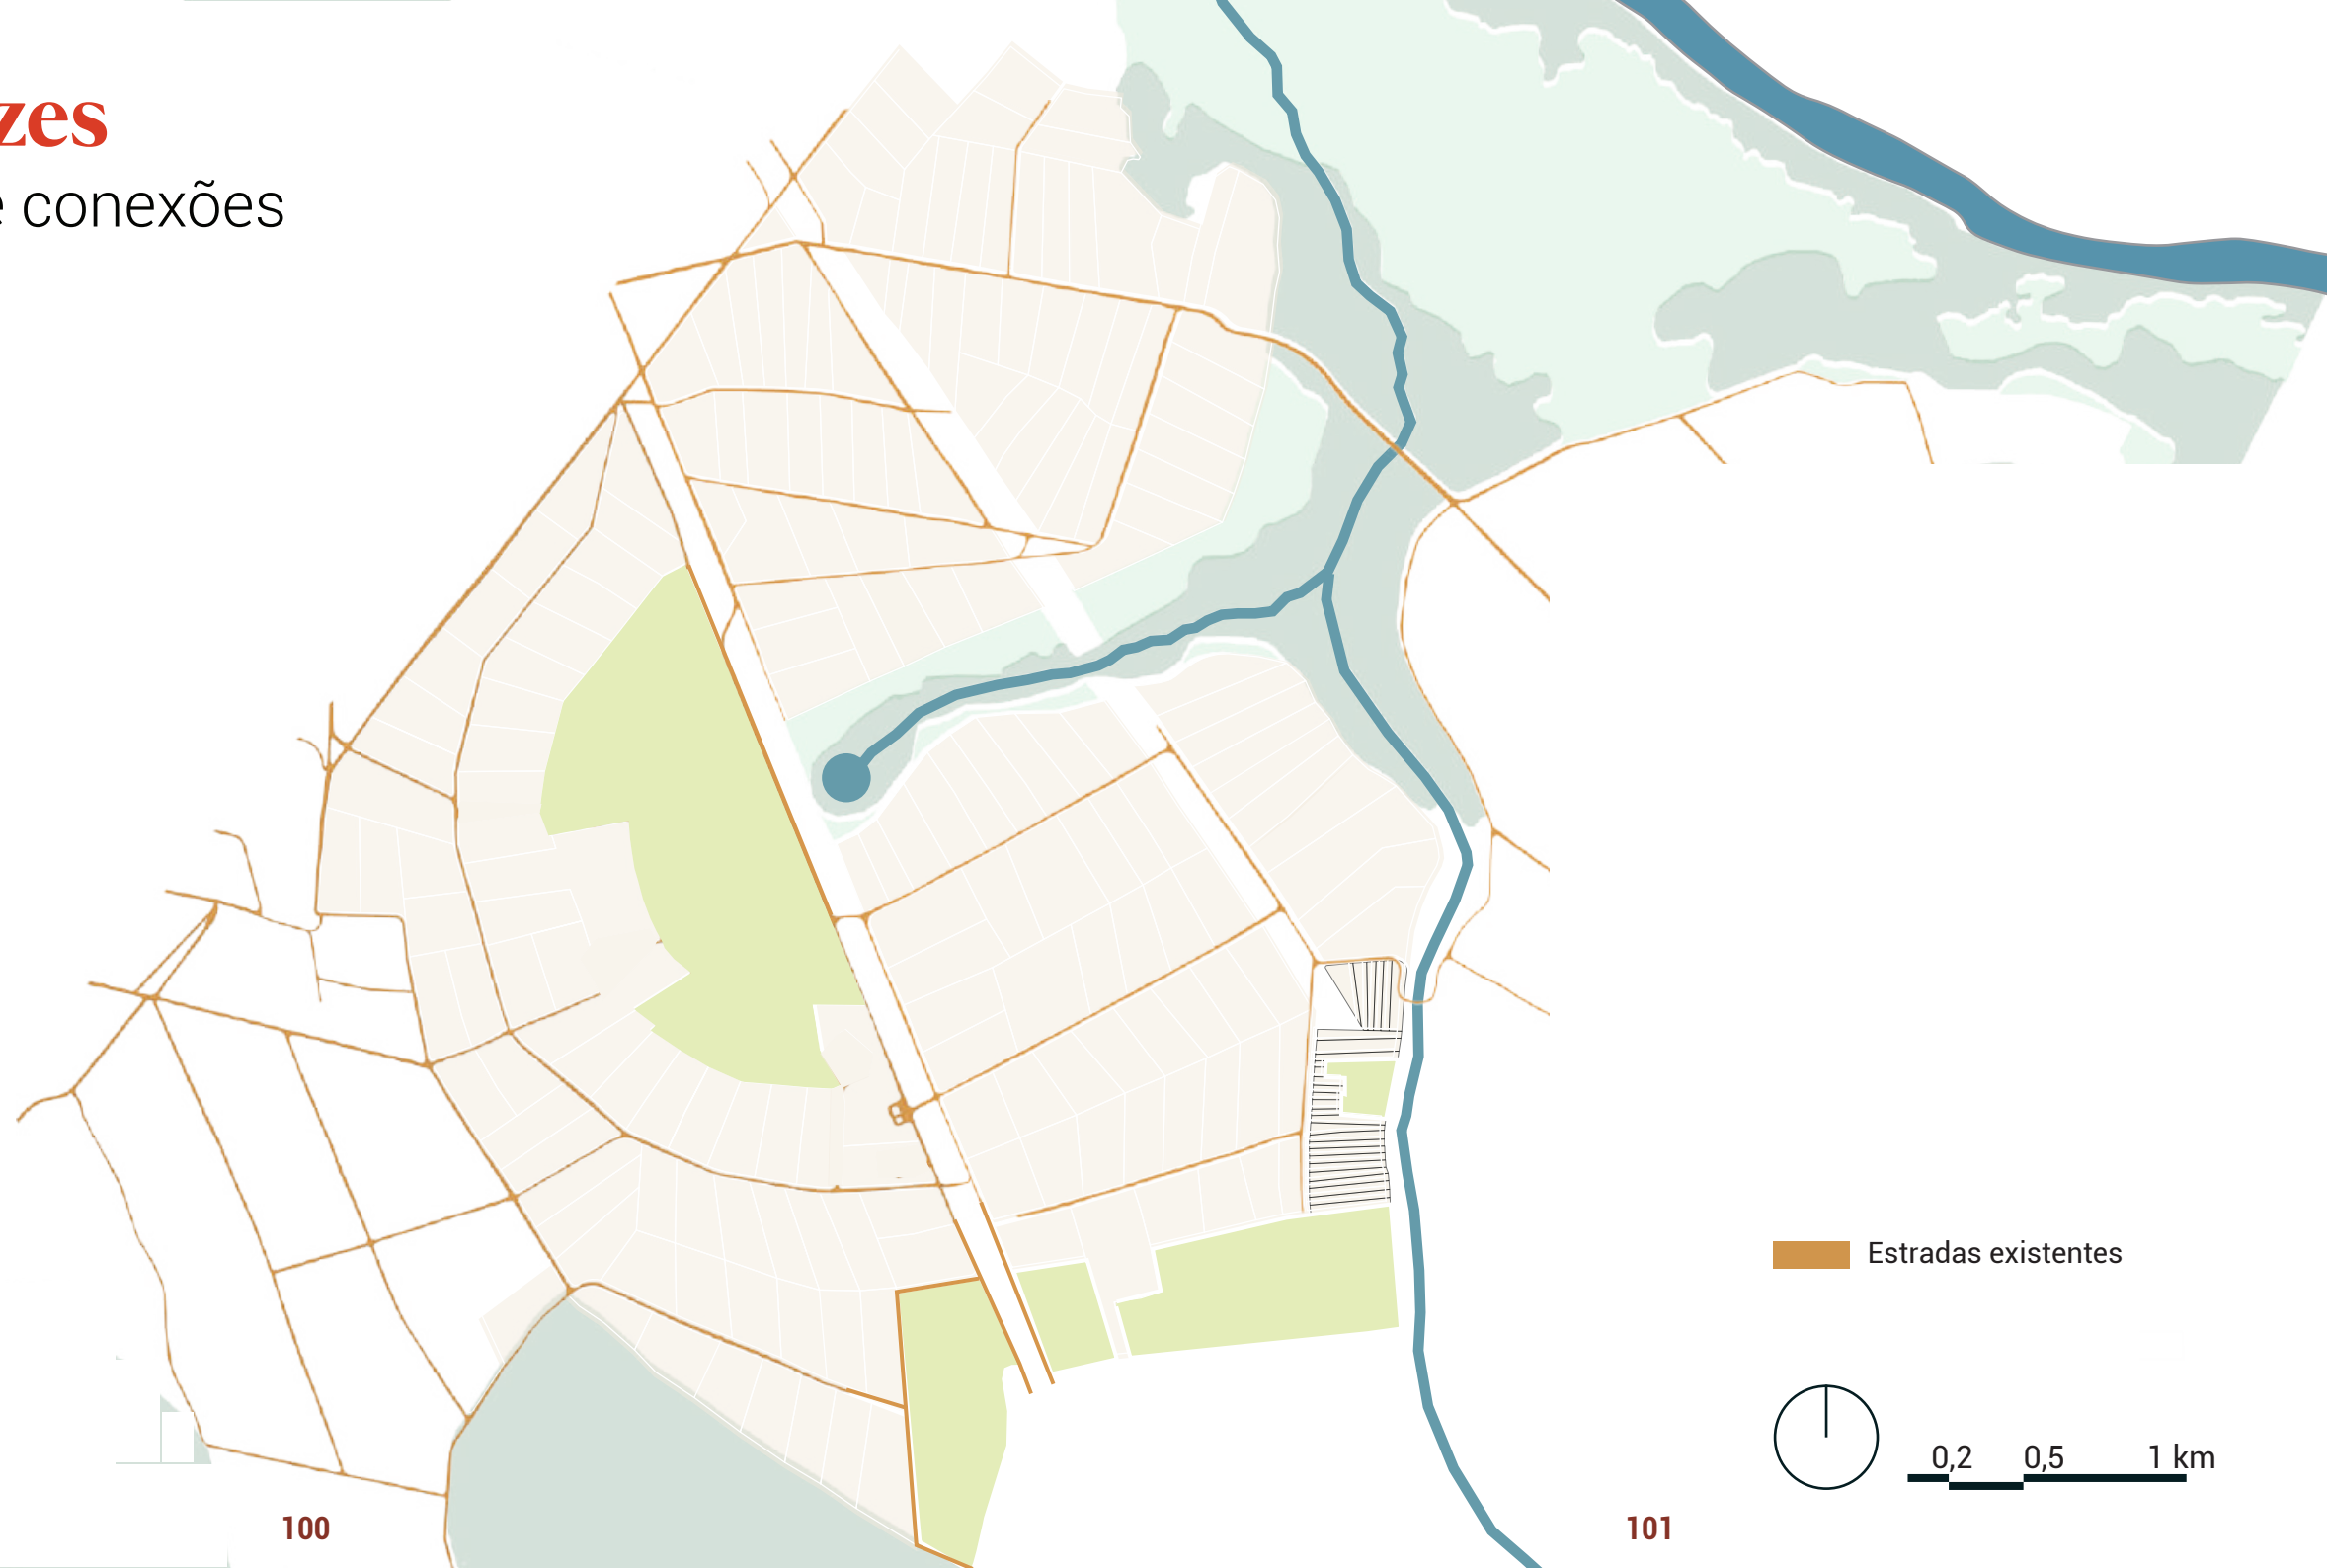 zes
e conexões
Estradas existentes
0,2 0,5 1 km
100
101